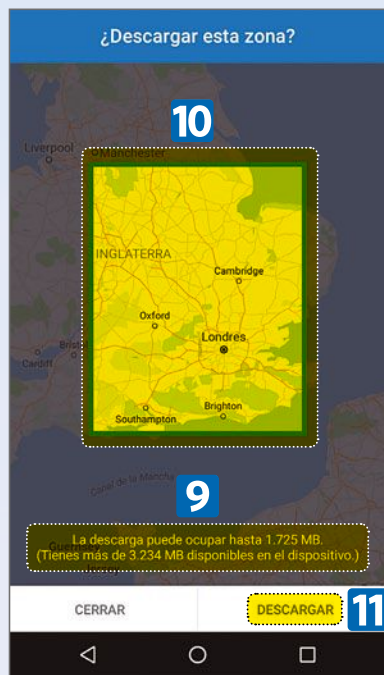 ¿Descargar esta zona?
10
Liverpool
Manchester
INGLATERRA
Cambridge
Oxford
Londres
Bristol
Cardiff
Brighton
Southampton
Canal de la Mancha
9
La descarga puede ocupar hasta 1.725 MB.
(Tienes más de 3.234 MB disponibles en el dispositivo.)
Guernsey
Jersey
CERRAR
DESCARGAR
11